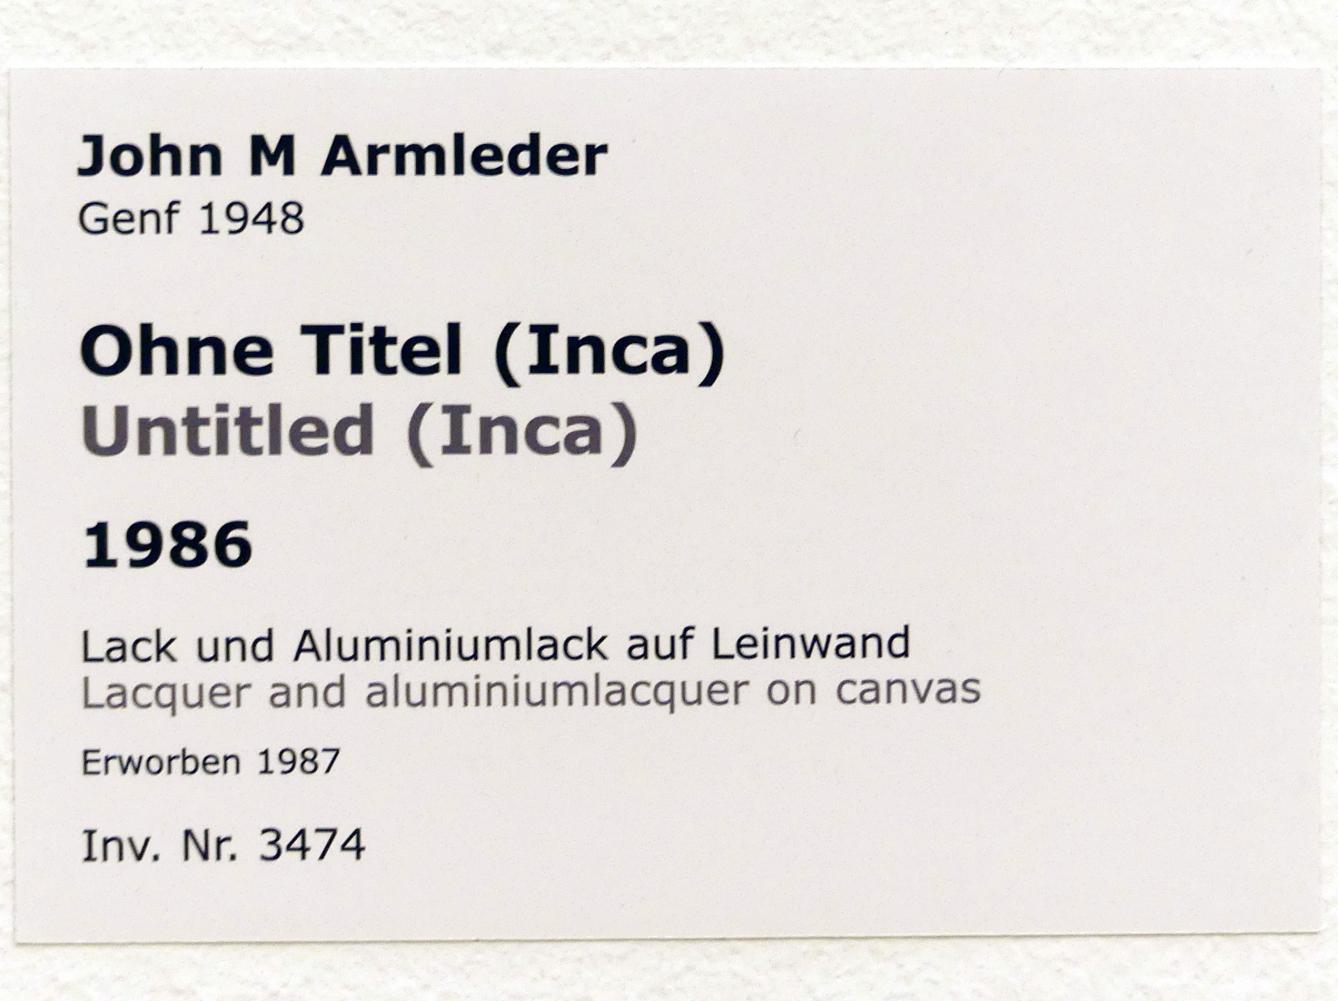 John M Armleder
Genf 1948
Ohne Titel (Inca)
Untitled (Inca)
1986
Lack und Aluminiumlack auf Leinwand
Lacquer and aluminiumlacquer on canvas
Erworben 1987
Inv. Nr. 3474